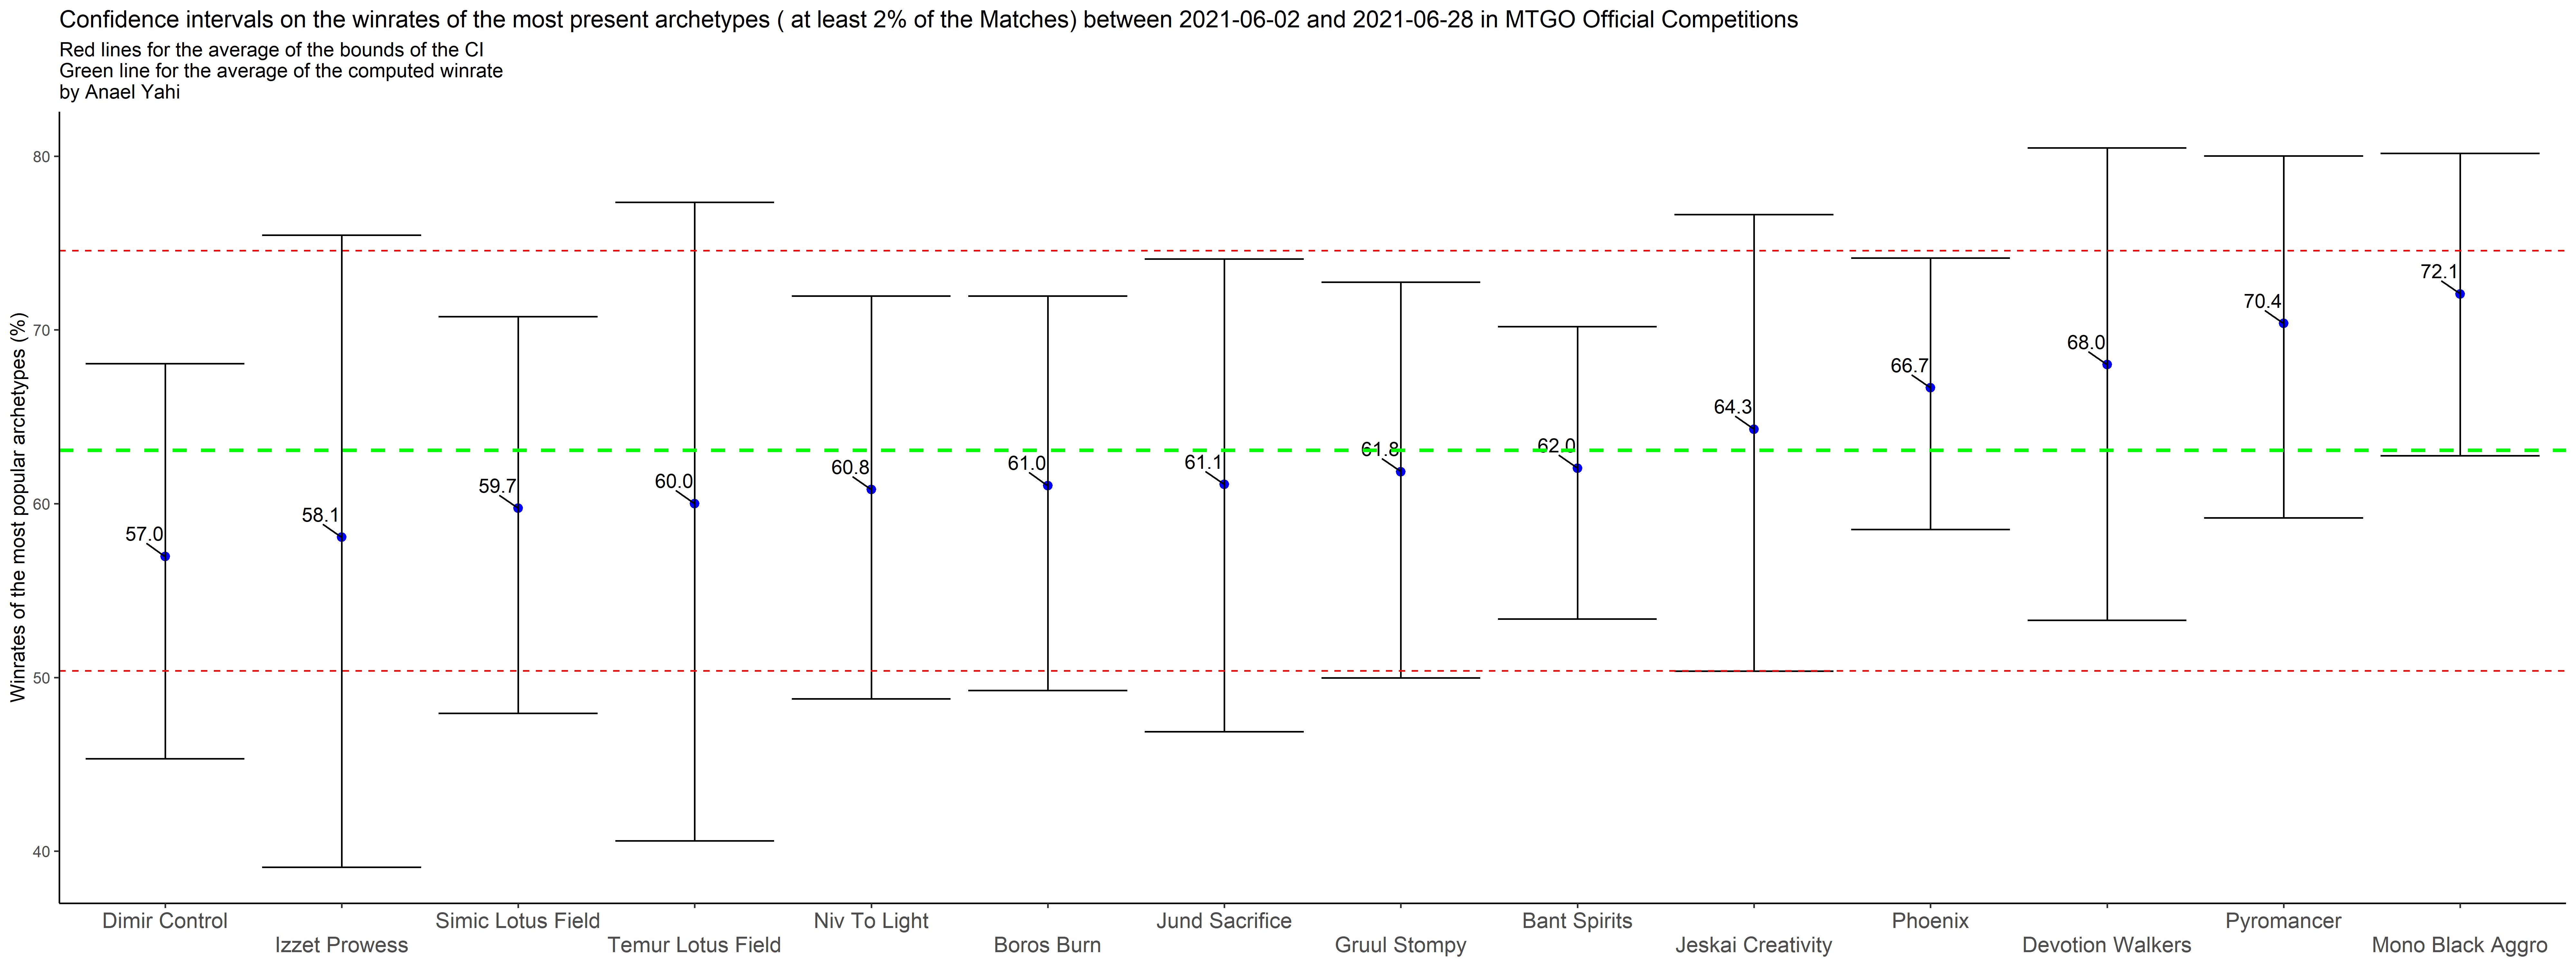 Confidence intervals on the winrates of the most present archetypes ( at least 2% of the Matches) between 2021-06-02 and 2021-06-28 in MTGO Official Competitions
Red lines for the average of the bounds of the CI
Green line for the average of the computed winrate
by Anael Yahi
Winrates of the most popular archetypes (%)
80
70
60
50
40
57.0
58.1
59.7
60.0
60.8
61.0
61.1
61.8
62.0
64.3
66.7
68.0
70.4
72.1
Dimir Control
Izzet Prowess
Simic Lotus Field
Temur Lotus Field
Niv To Light
Boros Burn
Jund Sacrifice
Gruul Stompy
Bant Spirits
Jeskai Creativity
Phoenix
Devotion Walkers
Pyromancer
Mono Black Aggro